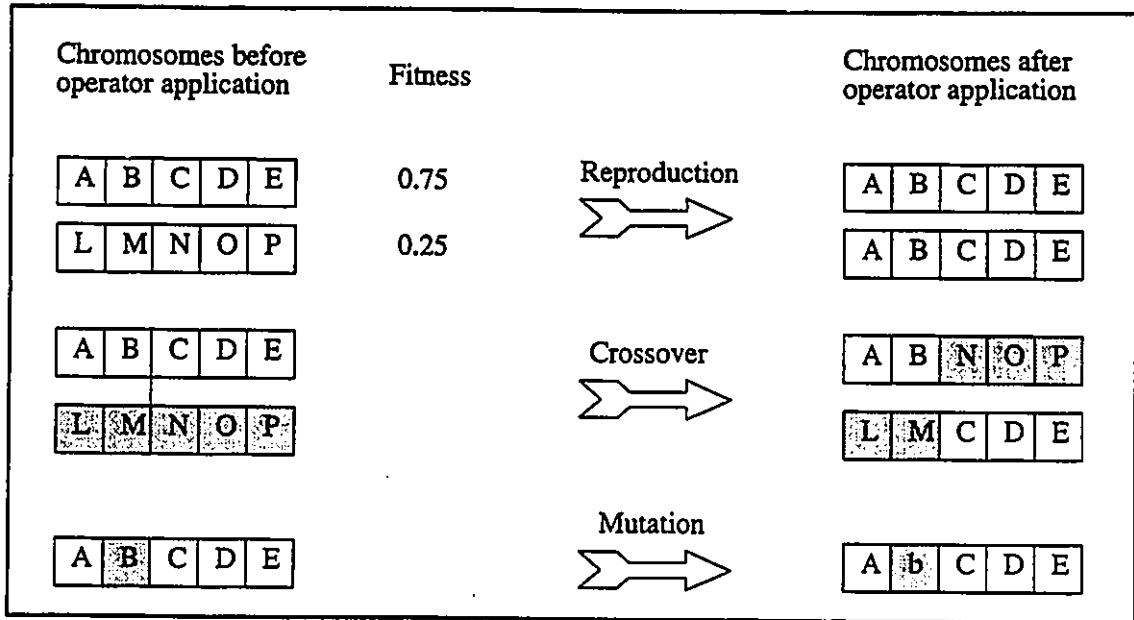 Chromosomes before
operator application
Fitness
Chromosomes after
operator application
A B C D E
0.75
Reproduction
A B C D E
L M N O P
0.25
A B C D E
A B C D E
Crossover
A B N O P
L M N O P
L M C D E
Mutation
A B C D E
A b C D E